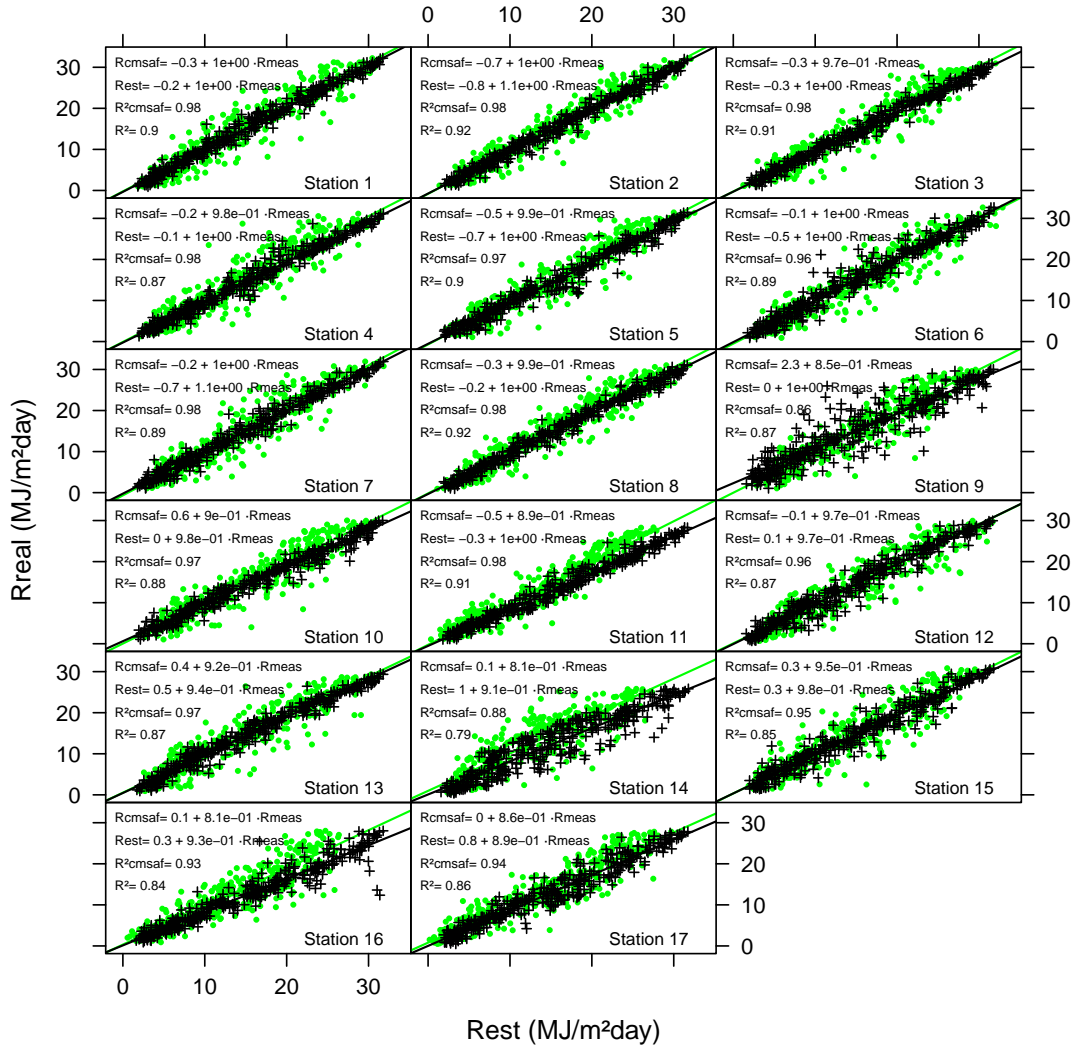 0 10 20 30
Rcmsaf= −0.3 + 1e+00 ·Rmeas
Rest= −0.2 + 1e+00 ·Rmeas
R²cmsaf= 0.98
R²= 0.9
Station 1
Rcmsaf= −0.7 + 1e+00 ·Rmeas
Rest= −0.8 + 1.1e+00 ·Rmeas
R²cmsaf= 0.98
R²= 0.92
Station 2
Rcmsaf= −0.3 + 9.7e−01 ·Rmeas
Rest= −0.3 + 1e+00 ·Rmeas
R²cmsaf= 0.98
R²= 0.91
Station 3
30
20
10
0
Rcmsaf= −0.2 + 9.8e−01 ·Rmeas
Rest= −0.1 + 1e+00 ·Rmeas
R²cmsaf= 0.98
R²= 0.87
Station 4
Rcmsaf= −0.5 + 9.9e−01 ·Rmeas
Rest= −0.7 + 1e+00 ·Rmeas
R²cmsaf= 0.97
R²= 0.9
Station 5
Rcmsaf= −0.1 + 1e+00 ·Rmeas
Rest= −0.5 + 1e+00 ·Rmeas
R²cmsaf= 0.96
R²= 0.89
Station 6
30
20
10
0
Rcmsaf= −0.2 + 1e+00 ·Rmeas
Rest= −0.7 + 1.1e+00 ·Rmeas
R²cmsaf= 0.98
R²= 0.89
Station 7
Rcmsaf= −0.3 + 9.9e−01 ·Rmeas
Rest= −0.2 + 1e+00 ·Rmeas
R²cmsaf= 0.98
R²= 0.92
Station 8
Rcmsaf= 2.3 + 8.5e−01 ·Rmeas
Rest= 0 + 1e+00 ·Rmeas
R²cmsaf= 0.86
R²= 0.87
Station 9
30
20
10
0
Rcmsaf= 0.6 + 9e−01 ·Rmeas
Rest= 0 + 9.8e−01 ·Rmeas
R²cmsaf= 0.97
R²= 0.88
Station 10
Rcmsaf= −0.5 + 8.9e−01 ·Rmeas
Rest= −0.3 + 1e+00 ·Rmeas
R²cmsaf= 0.98
R²= 0.91
Station 11
Rcmsaf= −0.1 + 9.7e−01 ·Rmeas
Rest= 0.1 + 9.7e−01 ·Rmeas
R²cmsaf= 0.96
R²= 0.87
Station 12
30
20
10
0
Rcmsaf= 0.4 + 9.2e−01 ·Rmeas
Rest= 0.5 + 9.4e−01 ·Rmeas
R²cmsaf= 0.97
R²= 0.87
Station 13
Rcmsaf= 0.1 + 8.1e−01 ·Rmeas
Rest= 1 + 9.1e−01 ·Rmeas
R²cmsaf= 0.88
R²= 0.79
Station 14
Rcmsaf= 0.3 + 9.5e−01 ·Rmeas
Rest= 0.3 + 9.8e−01 ·Rmeas
R²cmsaf= 0.95
R²= 0.85
Station 15
30
20
10
0
Rcmsaf= 0.1 + 8.1e−01 ·Rmeas
Rest= 0.3 + 9.3e−01 ·Rmeas
R²cmsaf= 0.93
R²= 0.84
Station 16
Rcmsaf= 0 + 8.6e−01 ·Rmeas
Rest= 0.8 + 8.9e−01 ·Rmeas
R²cmsaf= 0.94
R²= 0.86
Station 17
30
20
10
0
0 10 20 30
Rreal (MJ/m²day)
Rest (MJ/m²day)